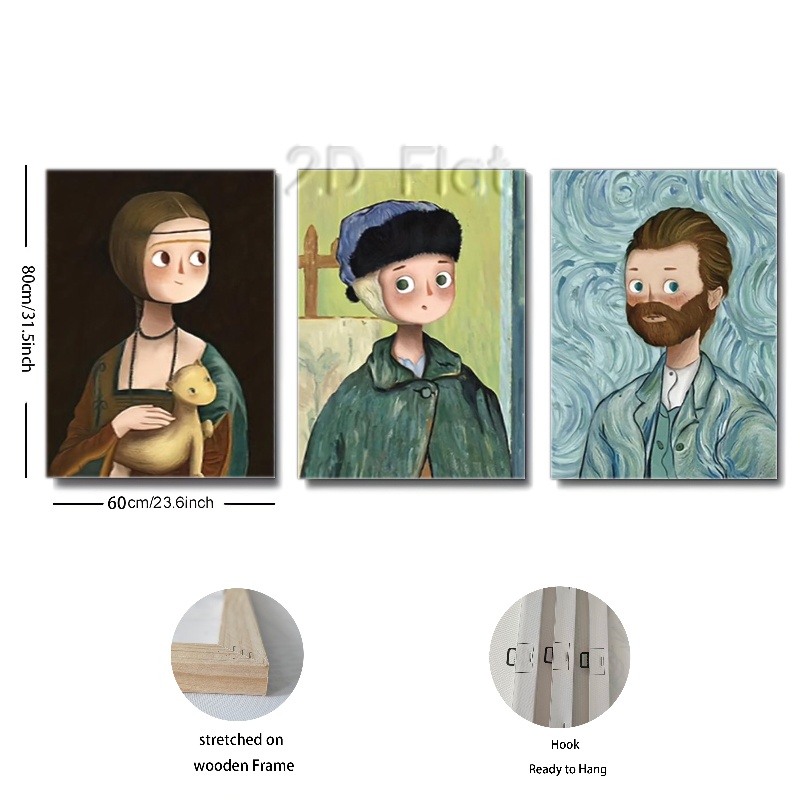 2D Flat
80cm/31.5inch
60cm/23.6inch
stretched on
wooden Frame
Hook
Ready to Hang